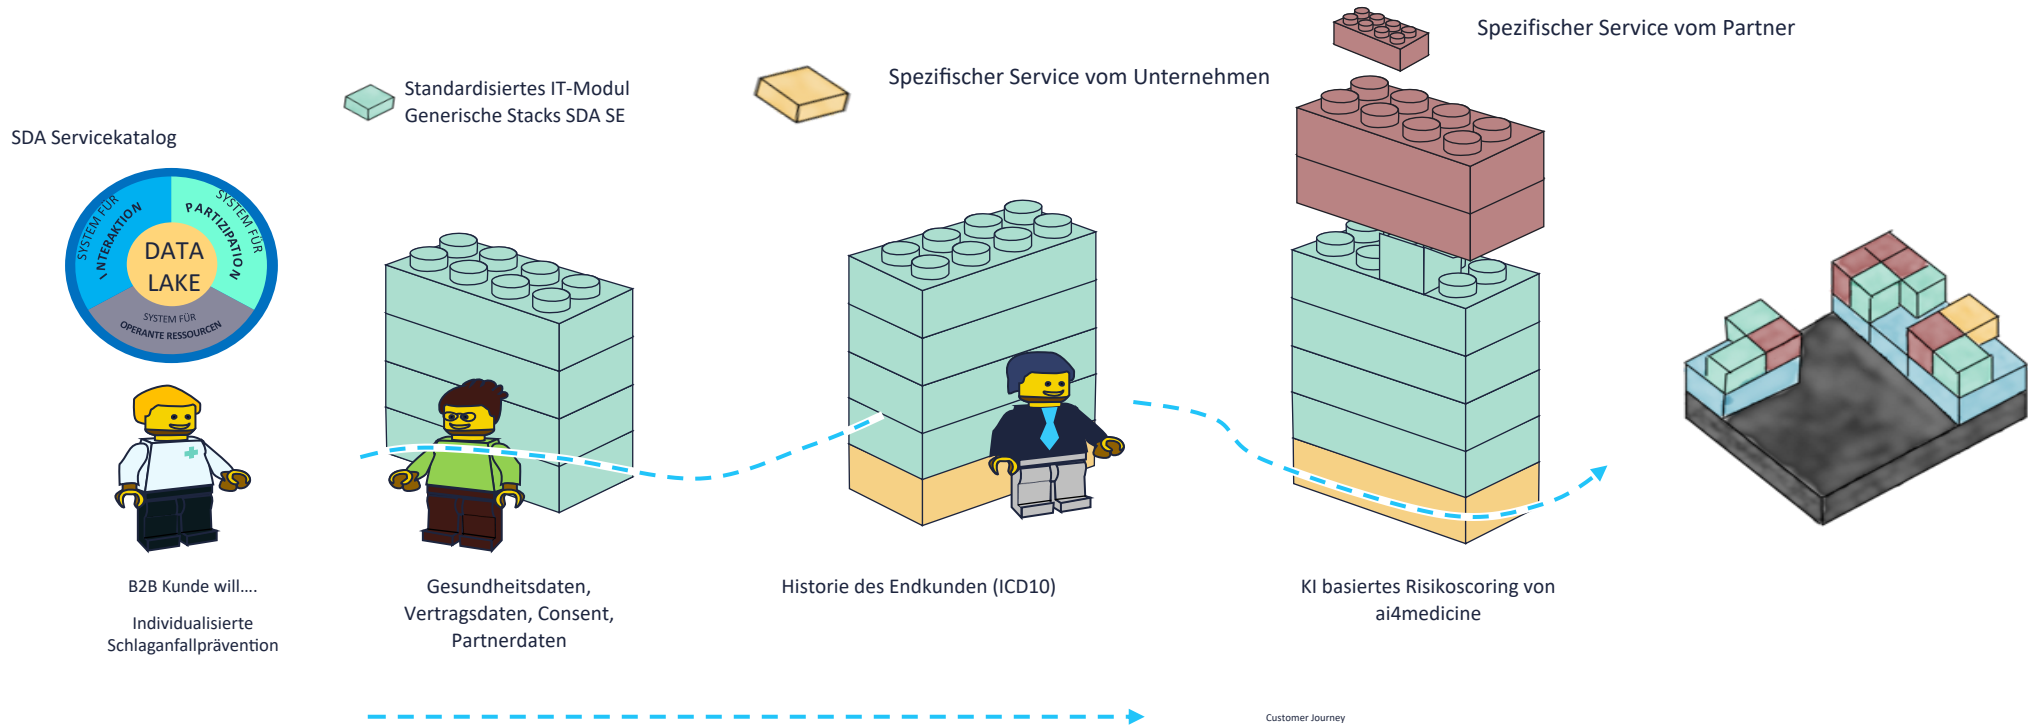 Spezifischer Service vom Partner
Standardisiertes IT-Modul
Generische Stacks SDA SE
Spezifischer Service vom Unternehmen
SDA Servicekatalog
SYSTEM FÜR
INTERAKTION
SYSTEM FÜR
PARTIZIPATION
DATA
LAKE
SYSTEM FÜR
OPERANTE RESSOURCEN
B2B Kunde will....
Individualisierte
Schlaganfallprävention
Gesundheitsdaten,
Vertragsdaten, Consent,
Partnerdaten
Historie des Endkunden (ICD10)
KI basiertes Risikoscoring von
ai4medicine
Customer Journey